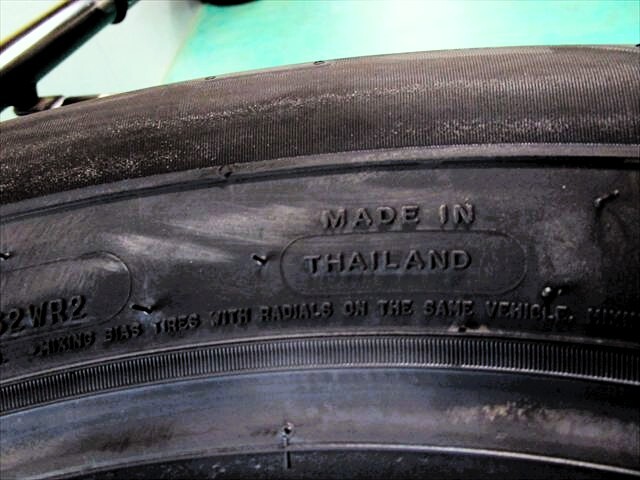 MADE IN
THAILAND
32WR2
MIXING BIAS TIRES WITH RADIALS ON THE SAME VEHICLE.